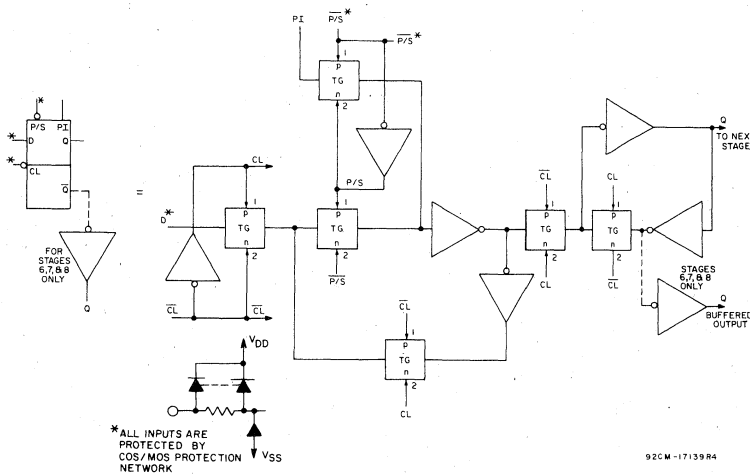 PI
P/S *
P/S *
1
p
TG
n
2
*
P/S PI
* D Q
* CL
Q
FOR
STAGES
6,7,& 8
ONLY
Q
=
CL
D*
1
p
TG
n
2
CL
CL
P/S
1
p
TG
n
2
P/S
CL
1
p
TG
n
2
CL
CL
1
p
TG
n
2
CL
CL
1
p
TG
n
2
CL
Q
TO NEX
STAGE
STAGES
6,7,& 8
ONLY
Q
BUFFERED
OUTPUT
VDD
VSS
*ALL INPUTS ARE
PROTECTED BY
COS/MOS PROTECTION
NETWORK
92CM-17139R4